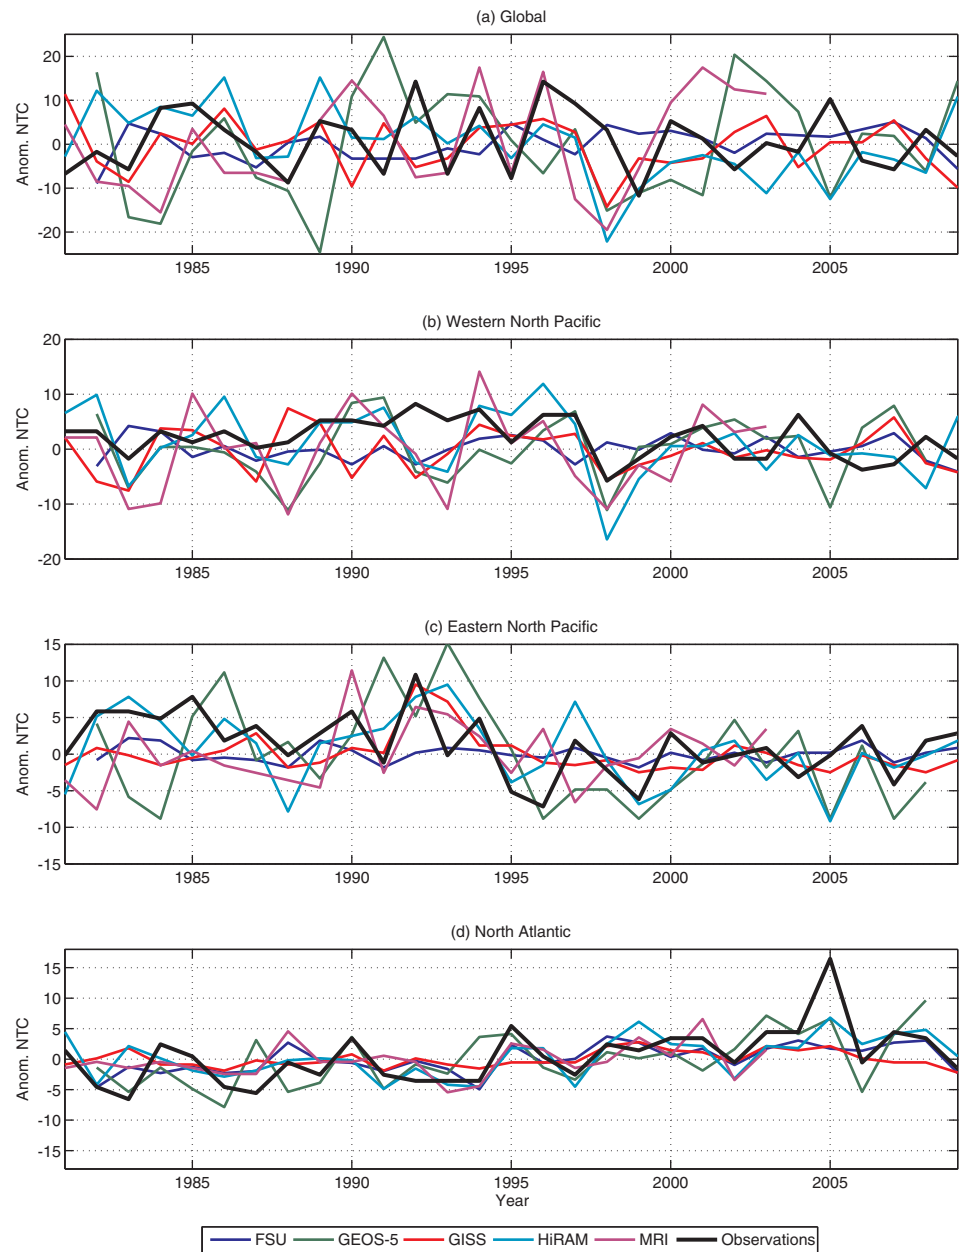 (a) Global
20
10
0
-10
-20
Anom. NTC
1985 1990 1995 2000 2005
(b) Western North Pacific
20
10
0
-10
-20
Anom. NTC
1985 1990 1995 2000 2005
(c) Eastern North Pacific
15
10
5
0
-5
-10
-15
Anom. NTC
1985 1990 1995 2000 2005
(d) North Atlantic
15
10
5
0
-5
-10
-15
Anom. NTC
1985 1990 1995 2000 2005
Year
FSU GEOS-5 GISS HiRAM MRI Observations